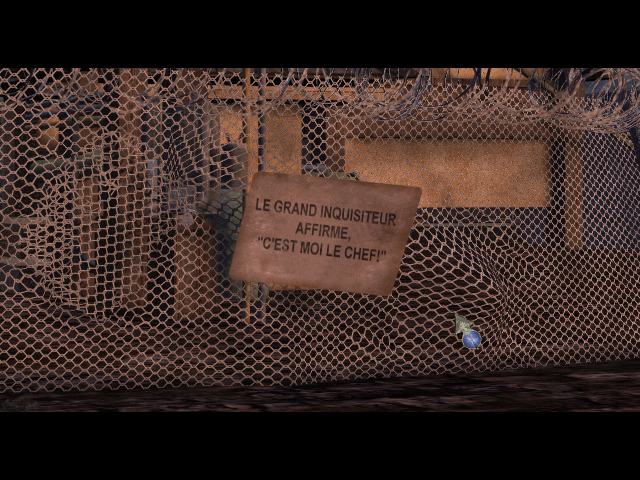 LE GRAND INQUISITEUR
AFFIRME,
"C'EST MOI LE CHEF!"